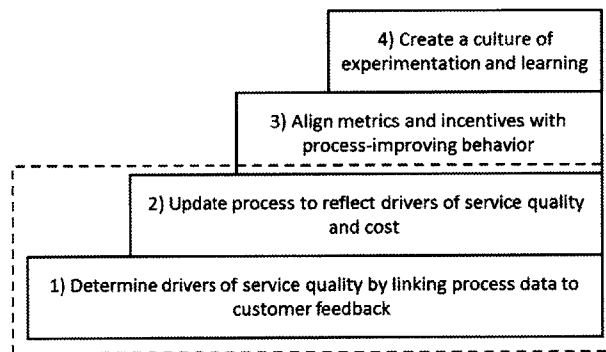 4) Create a culture of
experimentation and learning
3) Align metrics and incentives with
process-improving behavior
2) Update process to reflect drivers of service quality
and cost
1) Determine drivers of service quality by linking process data to
customer feedback